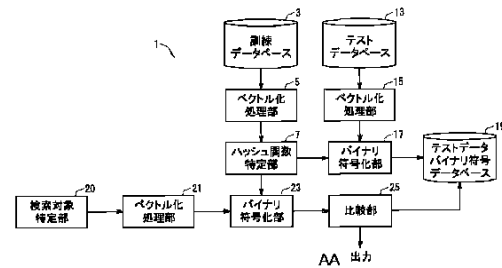 3
13
1
訓練
データベース
テスト
データベース
5
15
ベクトル化
処理部
ベクトル化
処理部
7
17
19
ハッシュ関数
特定部
バイナリ
符号化部
テストデータ
バイナリ符号
データベース
20
21
23
25
検索対象
特定部
ベクトル化
処理部
バイナリ
符号化部
比較部
AA 出力